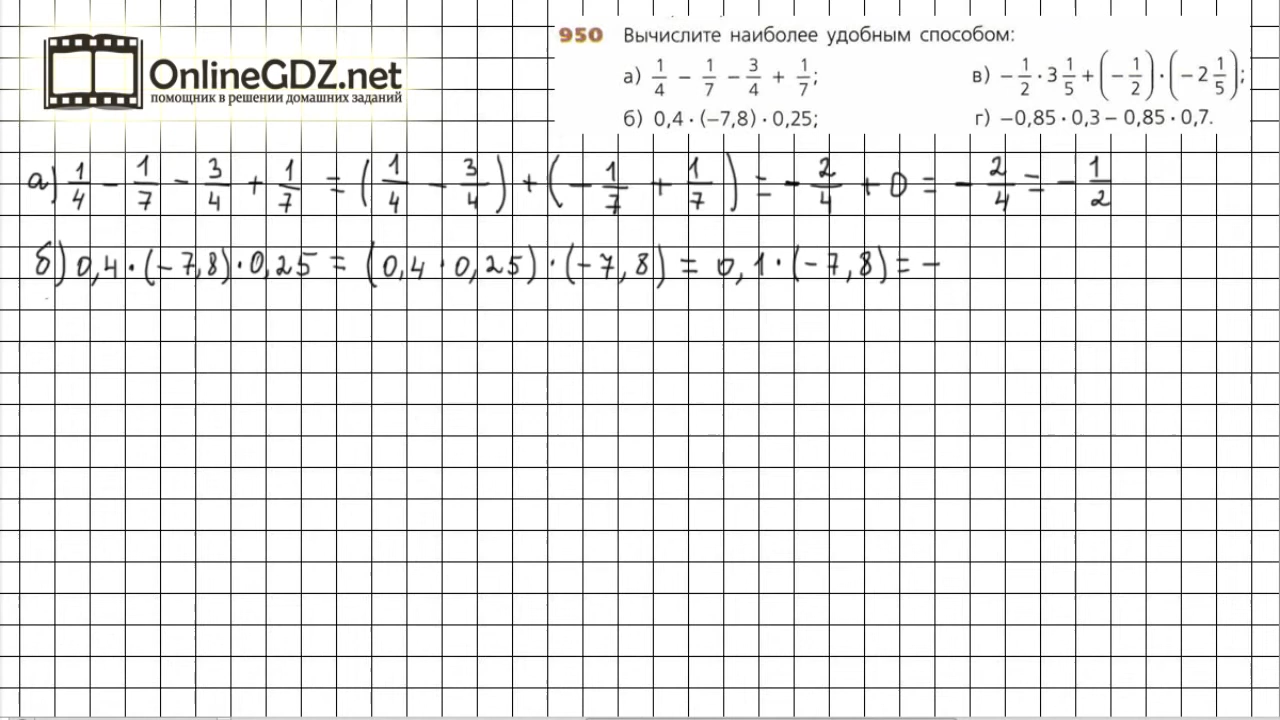 OnlineGDZ.net
помощник в решении домашних заданий
950 Вычислите наиболее удобным способом:
а) 1/4 − 1/7 − 3/4 + 1/7;
б) 0,4 · (−7,8) · 0,25;
в) −1/2 · 3 1/5 + (−1/2) · (−2 1/5);
г) −0,85 · 0,3 − 0,85 · 0,7.
а) 1/4 − 1/7 − 3/4 + 1/7 = (1/4 − 3/4) + (−1/7 + 1/7) = −2/4 + 0 = −2/4 = −1/2
б) 0,4 · (−7,8) · 0,25 = (0,4 · 0,25) · (−7,8) = 0,1 · (−7,8) = −